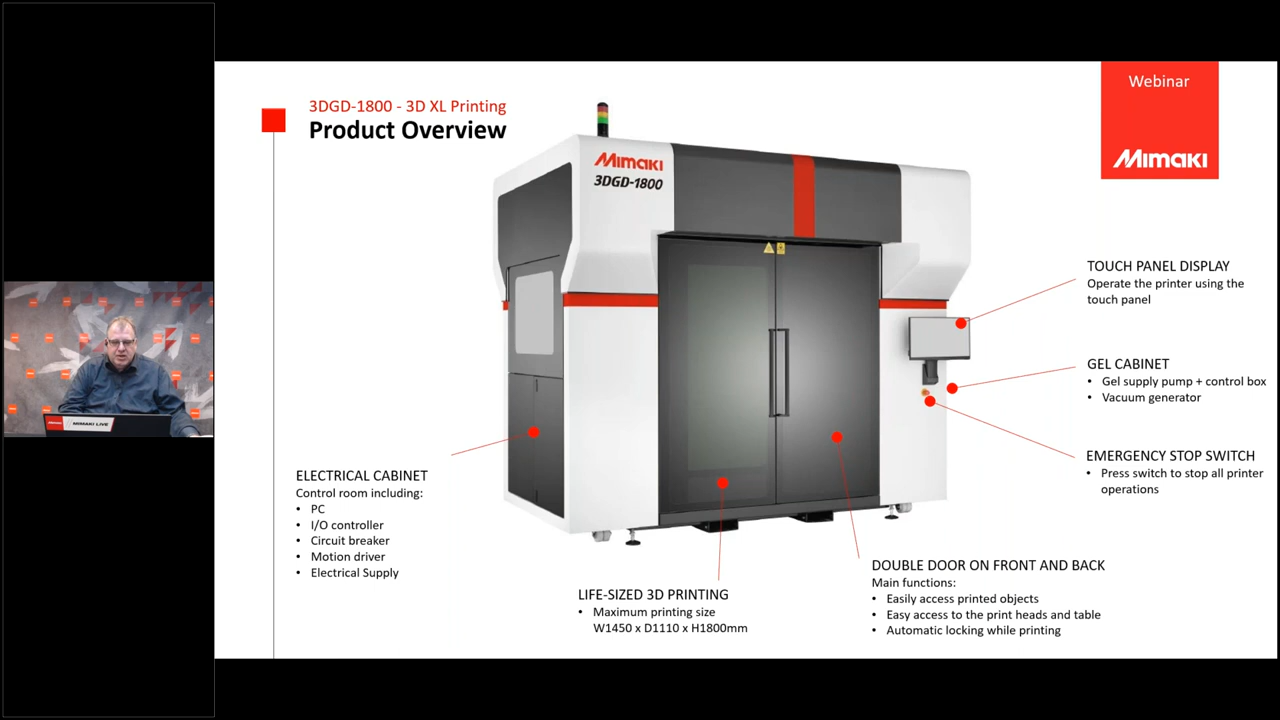 3DGD-1800 - 3D XL Printing
Product Overview
Webinar
Mimaki
Mimaki
3DGD-1800
TOUCH PANEL DISPLAY
Operate the printer using the
touch panel
GEL CABINET
• Gel supply pump + control box
• Vacuum generator
EMERGENCY STOP SWITCH
• Press switch to stop all printer
operations
ELECTRICAL CABINET
Control room including:
• PC
• I/O controller
• Circuit breaker
• Motion driver
• Electrical Supply
LIFE-SIZED 3D PRINTING
• Maximum printing size
W1450 x D1110 x H1800mm
DOUBLE DOOR ON FRONT AND BACK
Main functions:
• Easily access printed objects
• Easy access to the print heads and table
• Automatic locking while printing
MIMAKI LIVE